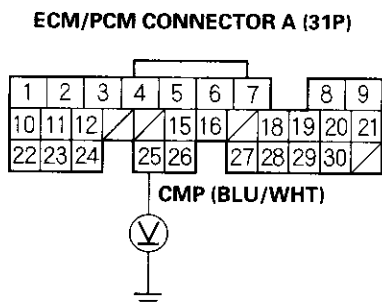 ECM/PCM CONNECTOR A (31P)
1 2 3 4 5 6 7 8 9
10 11 12 15 16 18 19 20 21
22 23 24 25 26 27 28 29 30
CMP (BLU/WHT)
V